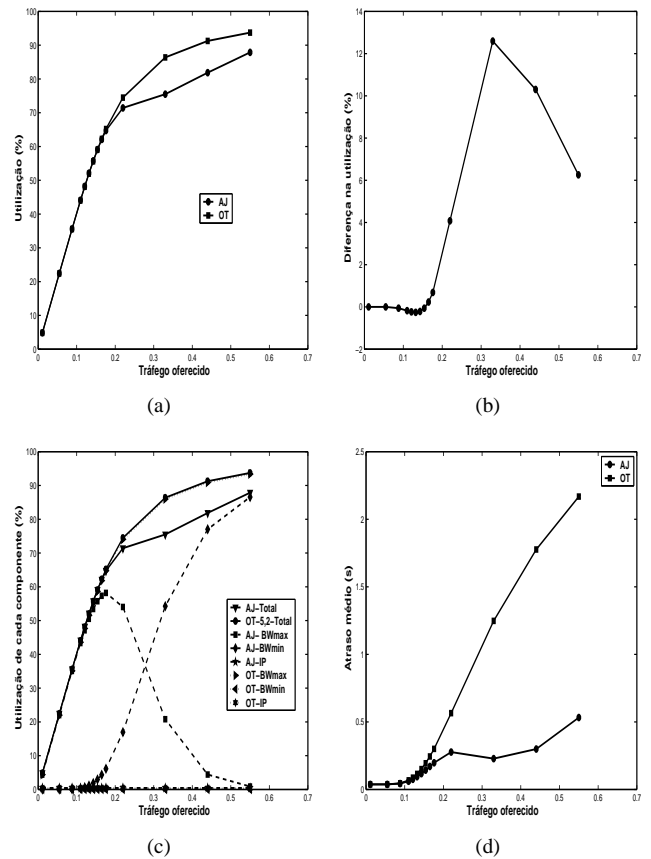 100
90
80
70
60
50
40
30
20
10
0
Utilização (%)
AJ
OT
0
0.1
0.2
0.3
0.4
0.5
0.6
0.7
Tráfego oferecido
(a)
14
12
10
8
6
4
2
0
−2
Diferença na utilização (%)
0
0.1
0.2
0.3
0.4
0.5
0.6
0.7
Tráfego oferecido
(b)
100
90
80
70
60
50
40
30
20
10
0
Utilização de cada componente (%)
AJ−Total
OT−5,2−Total
AJ− BWmax
AJ−BWmin
AJ−IP
OT−BWmax
OT−BWmin
OT−IP
0
0.1
0.2
0.3
0.4
0.5
0.6
0.7
Tráfego oferecido
(c)
2.5
2
1.5
1
0.5
0
Atraso médio (s)
AJ
OT
0
0.1
0.2
0.3
0.4
0.5
0.6
0.7
Tráfego oferecido
(d)